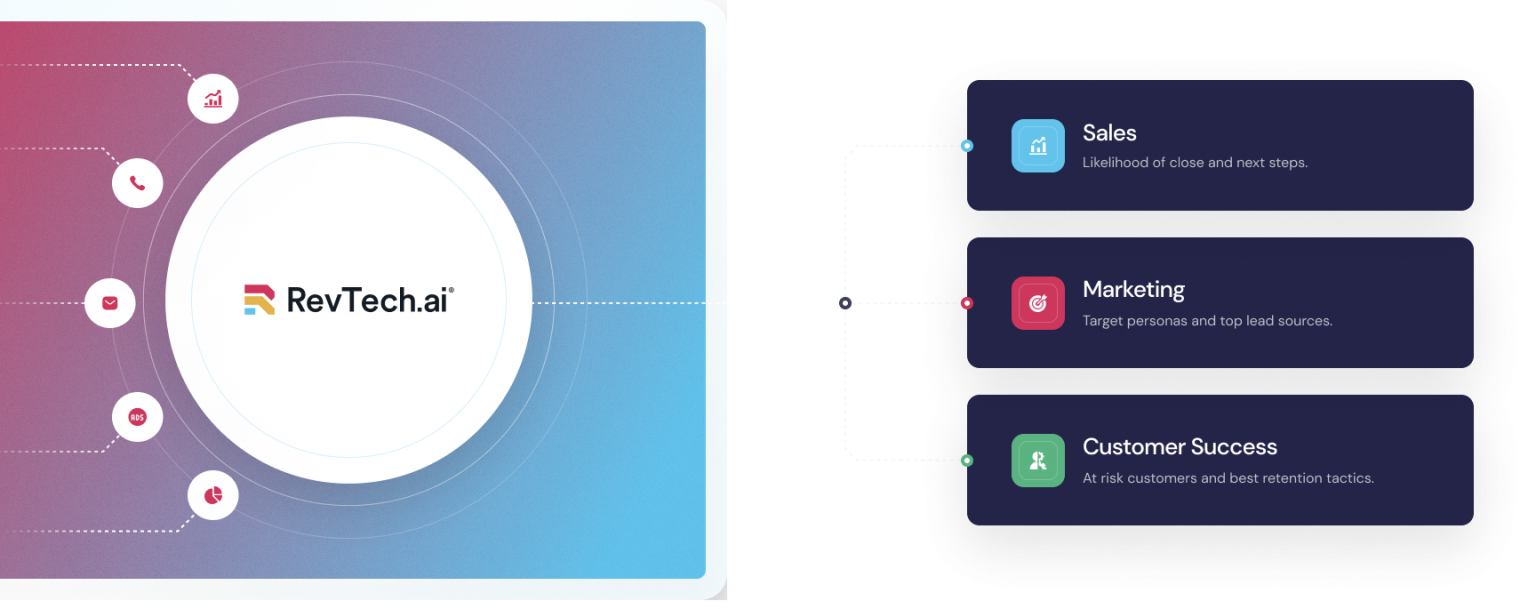 RevTech.ai®
ADS
Sales
Likelihood of close and next steps.
Marketing
Target personas and top lead sources.
Customer Success
At risk customers and best retention tactics.